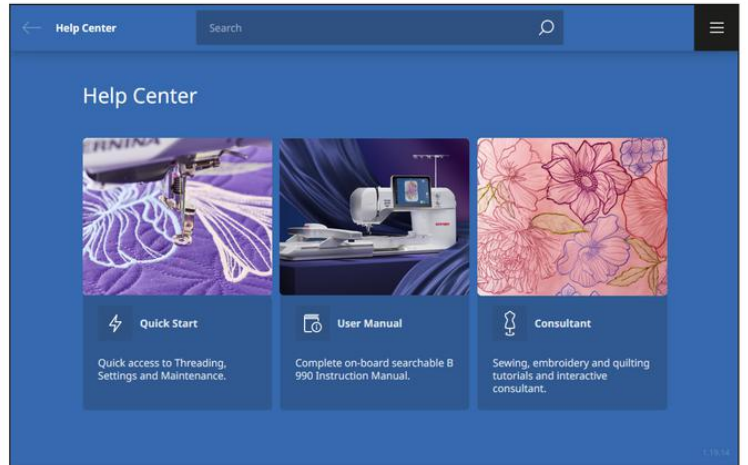 Help Center
Search
Help Center
BERNINA
Quick Start
Quick access to Threading,
Settings and Maintenance.
User Manual
Complete on-board searchable B
990 Instruction Manual.
Consultant
Sewing, embroidery and quilting
tutorials and interactive
consultant.